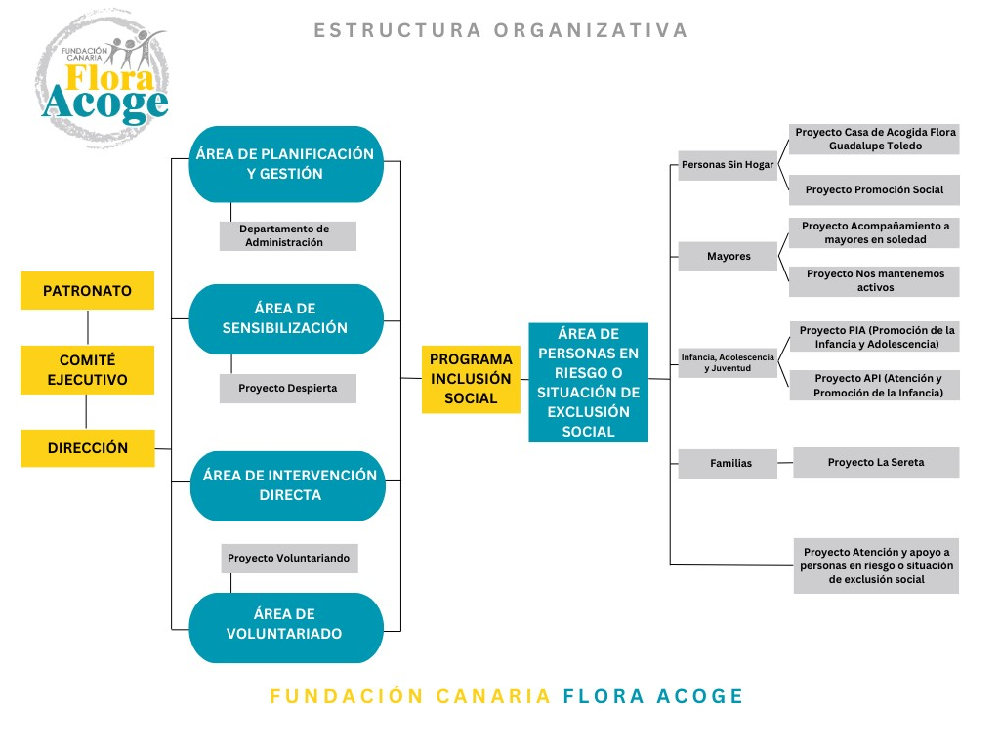 ESTRUCTURA ORGANIZATIVA
FUNDACIÓN
CANARIA
Flora
Acoge
PATRONATO
COMITÉ
EJECUTIVO
DIRECCIÓN
ÁREA DE PLANIFICACIÓN
Y GESTIÓN
Departamento de
Administración
ÁREA DE
SENSIBILIZACIÓN
Proyecto Despierta
ÁREA DE INTERVENCIÓN
DIRECTA
Proyecto Voluntariando
ÁREA DE
VOLUNTARIADO
PROGRAMA
INCLUSIÓN
SOCIAL
ÁREA DE
PERSONAS EN
RIESGO O
SITUACIÓN DE
EXCLUSIÓN
SOCIAL
Personas Sin Hogar
Proyecto Casa de Acogida Flora
Guadalupe Toledo
Proyecto Promoción Social
Mayores
Proyecto Acompañamiento a
mayores en soledad
Proyecto Nos mantenemos
activos
Infancia, Adolescencia
y Juventud
Proyecto PIA (Promoción de la
Infancia y Adolescencia)
Proyecto API (Atención y
Promoción de la Infancia)
Familias
Proyecto La Sereta
Proyecto Atención y apoyo a
personas en riesgo o situación
de exclusión social
FUNDACIÓN CANARIA FLORA ACOGE